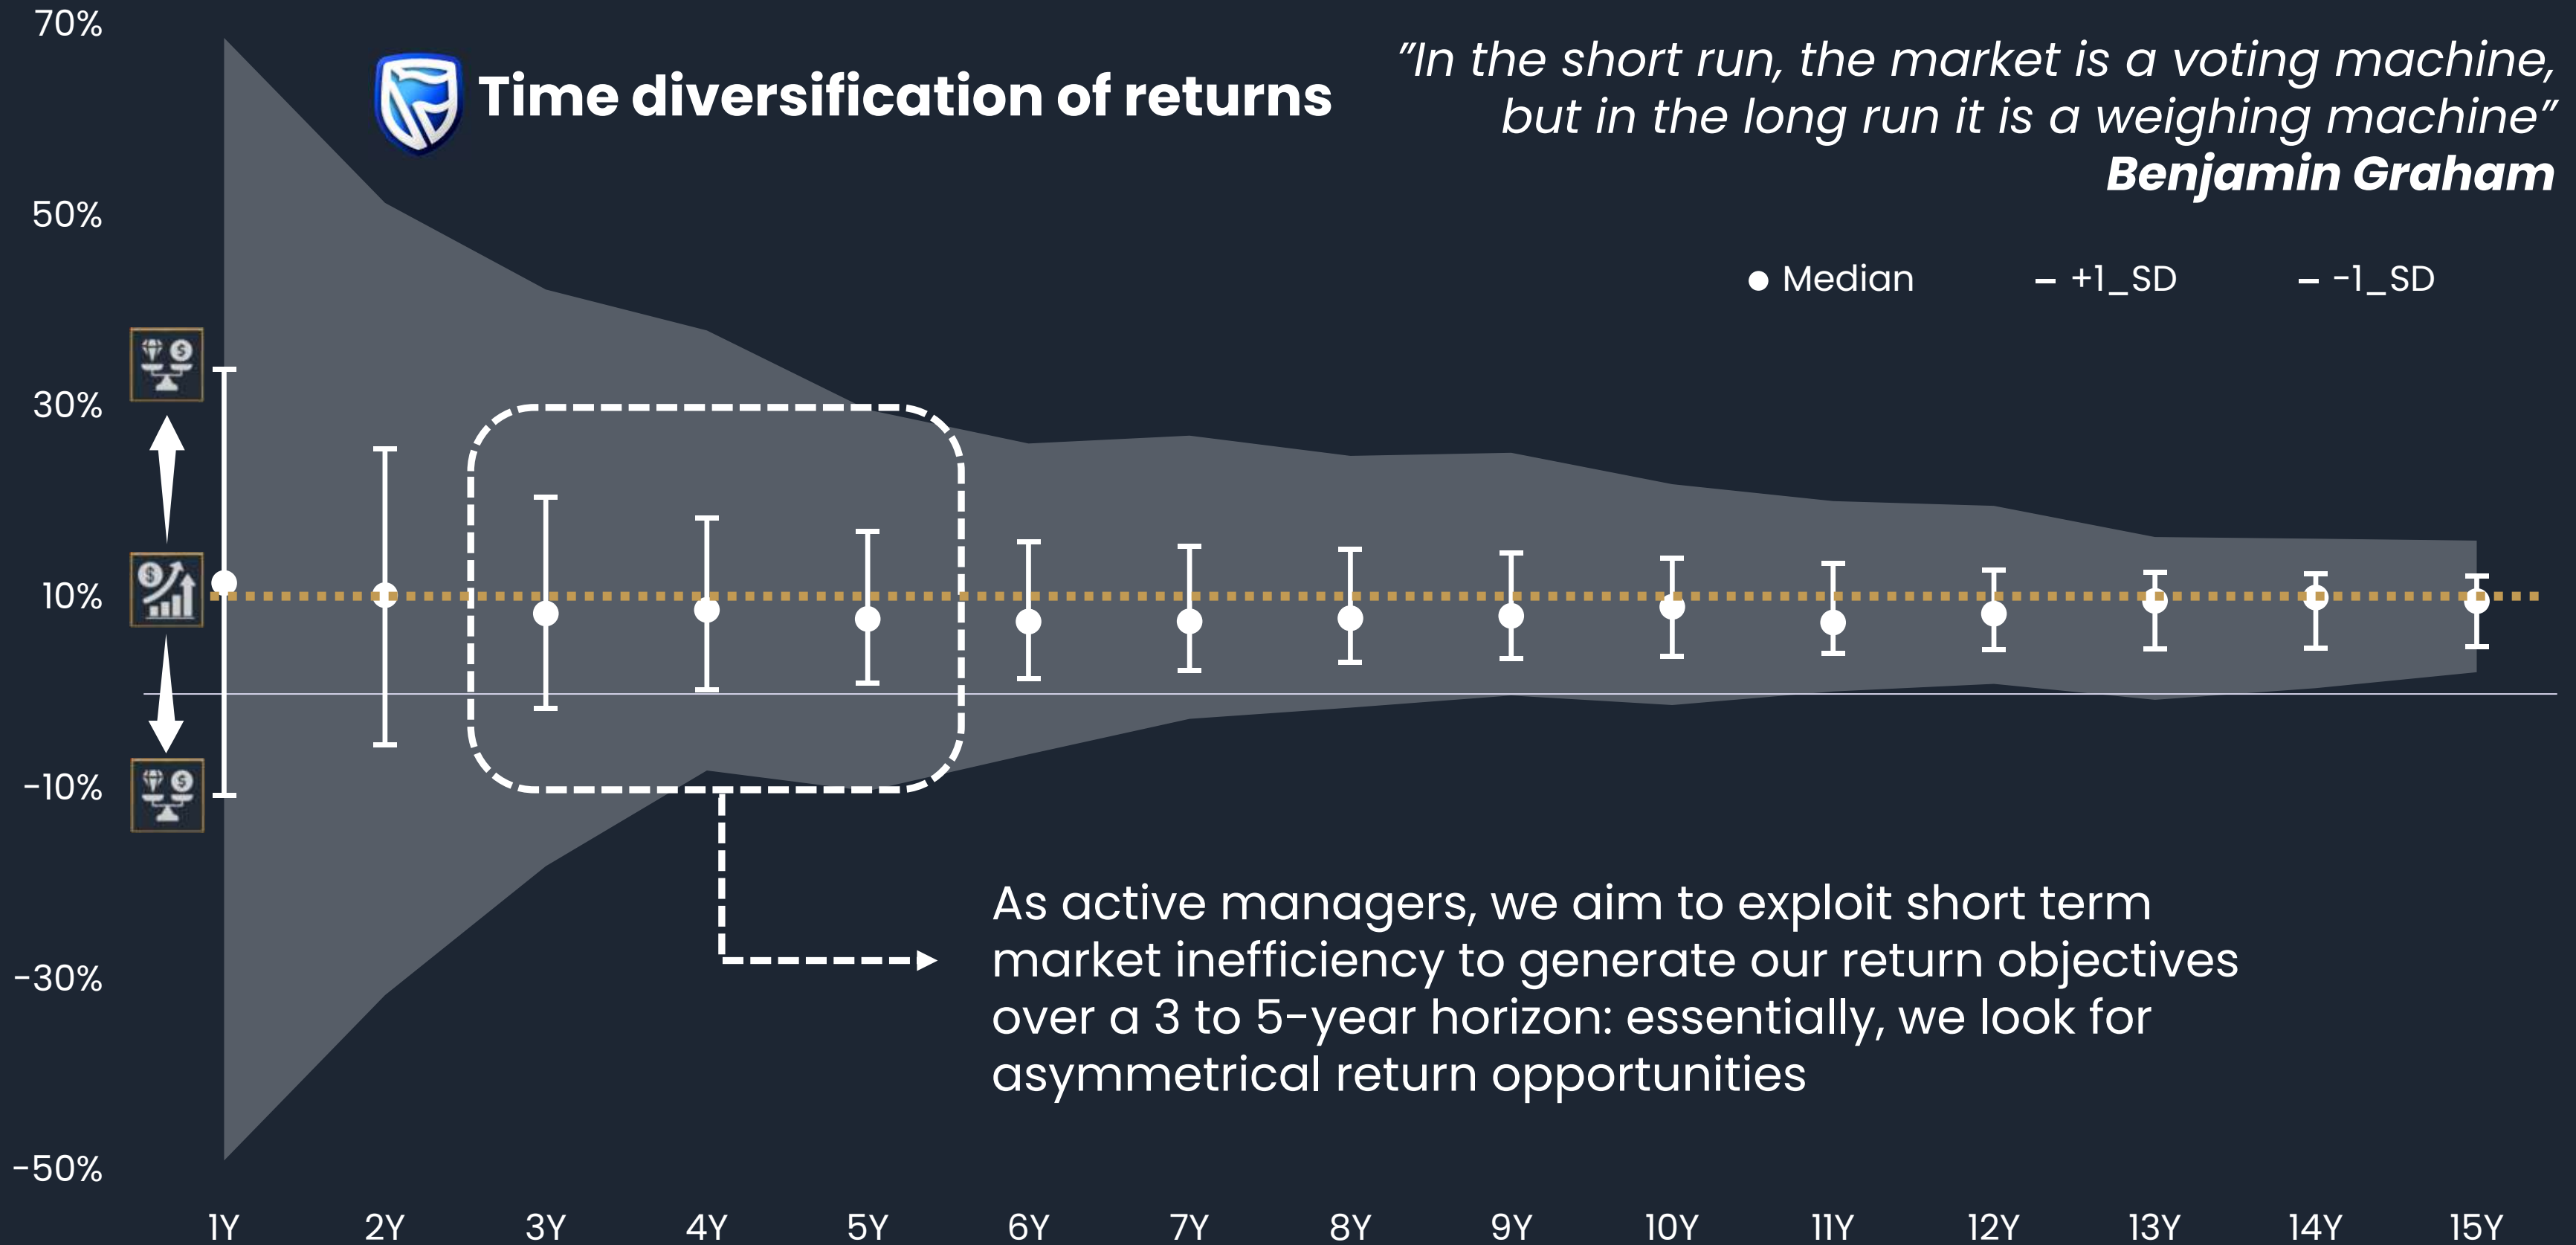 Time diversification of returns
”In the short run, the market is a voting machine,
but in the long run it is a weighing machine”
Benjamin Graham
Median
+1_SD
-1_SD
70%
50%
30%
10%
-10%
-30%
-50%
As active managers, we aim to exploit short term
market inefficiency to generate our return objectives
over a 3 to 5-year horizon: essentially, we look for
asymmetrical return opportunities
1Y 2Y 3Y 4Y 5Y 6Y 7Y 8Y 9Y 10Y 11Y 12Y 13Y 14Y 15Y